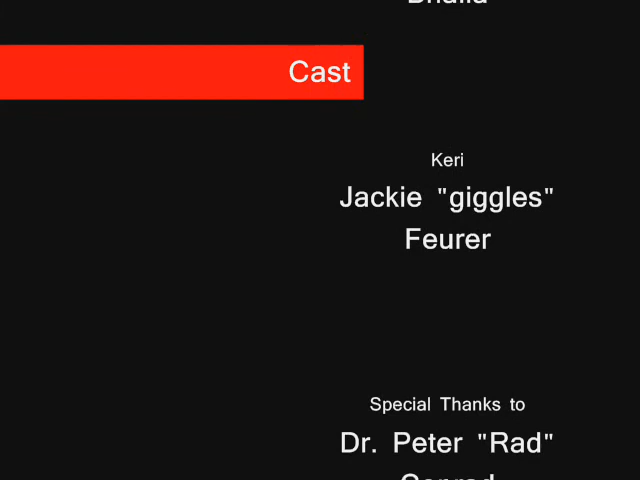 Cast
Keri
Jackie "giggles"
Feurer
Special Thanks to
Dr. Peter "Rad"